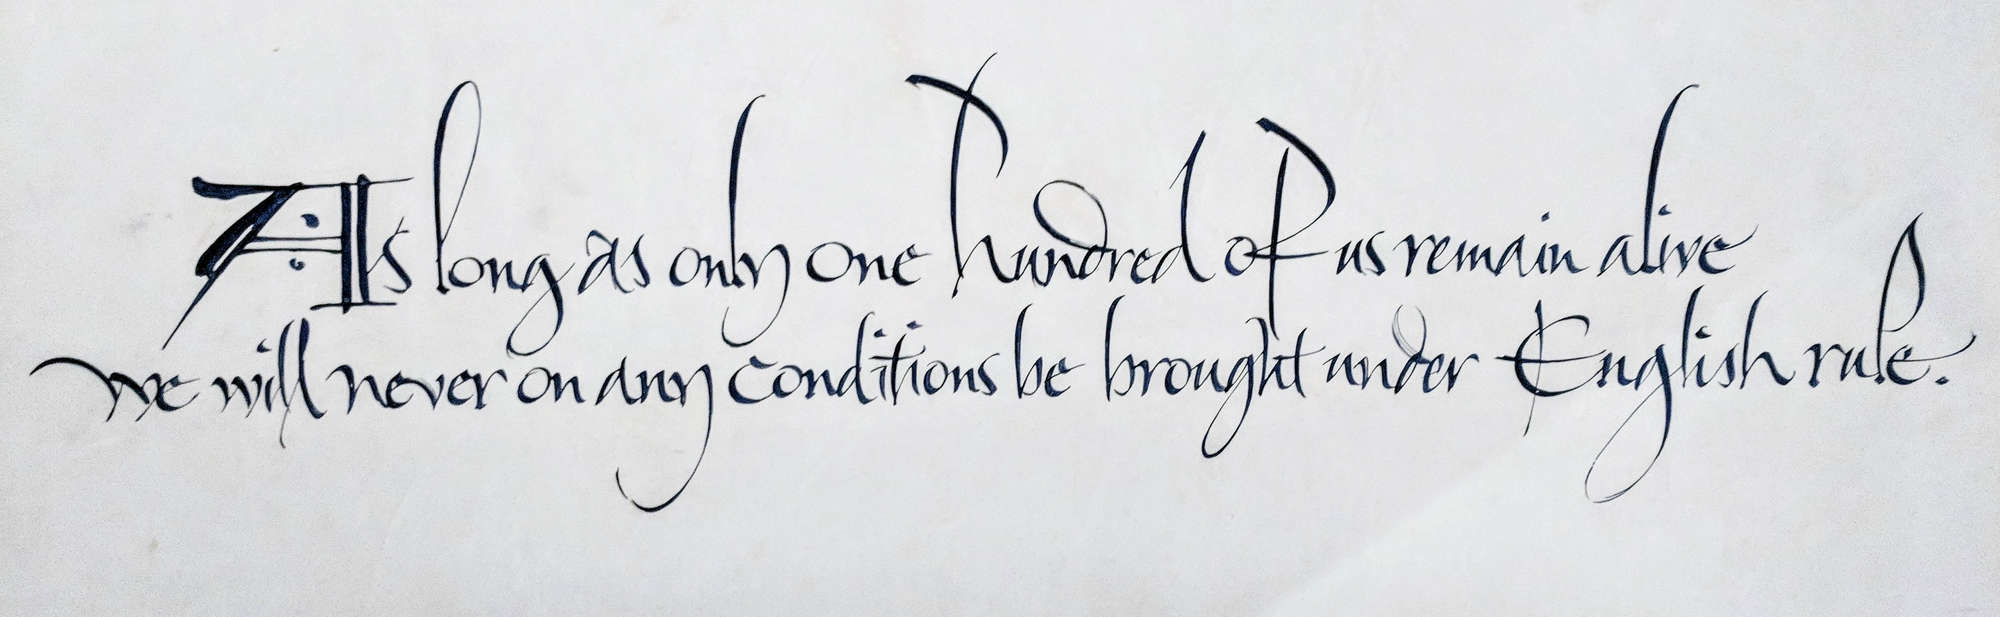 As long as only one hundred of us remain alive
we will never on any conditions be brought under English rule.